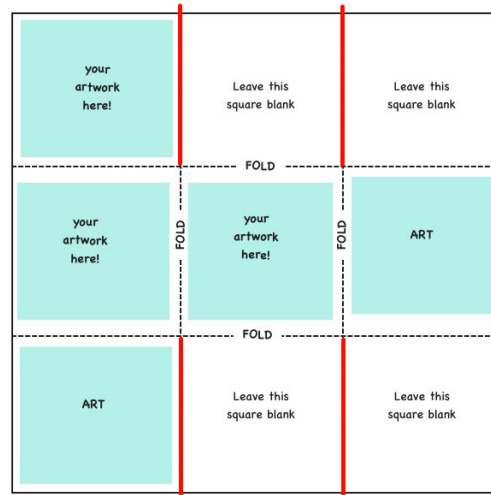 your
artwork
here!
Leave this
square blank
Leave this
square blank
FOLD
your
artwork
here!
FOLD
your
artwork
here!
FOLD
ART
FOLD
ART
Leave this
square blank
Leave this
square blank